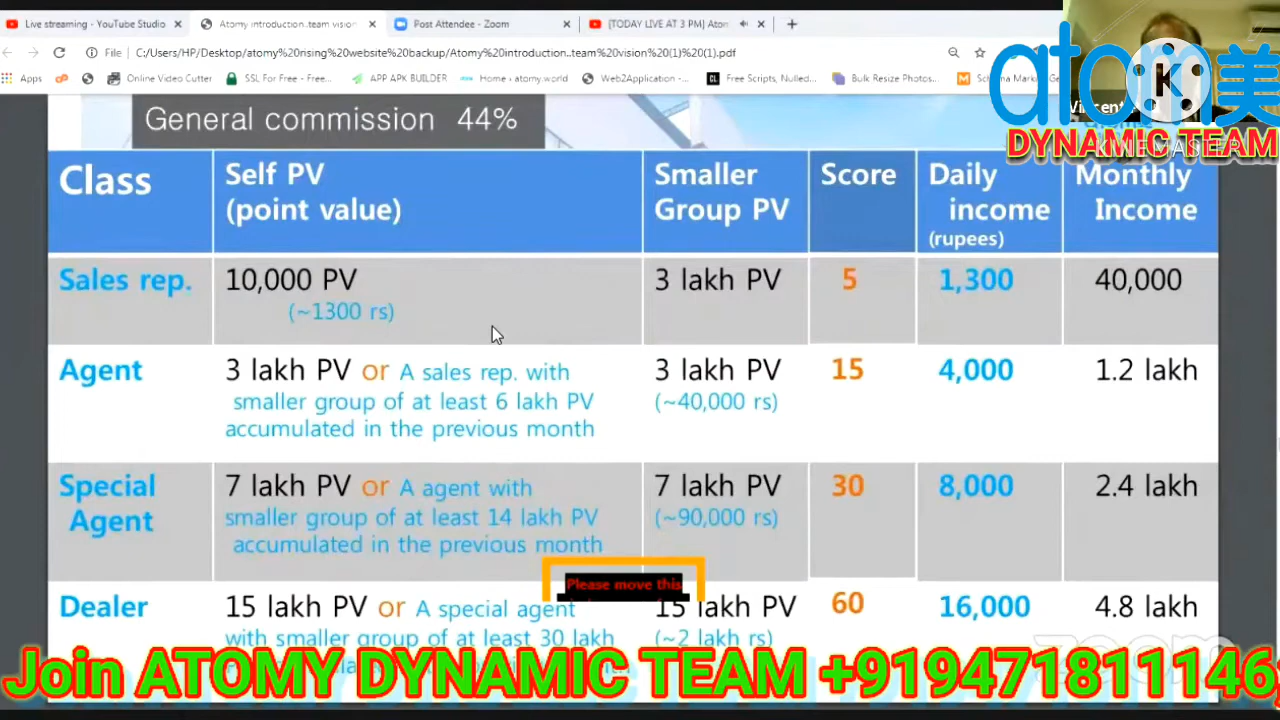 Live streaming - YouTube Studio
Atomy introduction .team vision
Post Attendee - Zoom
[TODAY LIVE AT 3 PM] Atom
File
C:/Users/HP/Desktop/atomy%20rising%20website%20backup/Atomy%20introduction..team%20vision%20(1)%20(1).pdf
Apps
Online Video Cutter
SSL For Free - Free...
APP APK BUILDER
Home › atomy.world
Web2Application -...
Free Scripts, Nulled...
Bulk Resize Photos...
atom美
K
Vincent
DYNAMIC TEAM
KINEMASTER
General commission 44%
Class
Self PV
(point value)
Smaller
Group PV
Score
Daily
income
(rupees)
Monthly
Income
Sales rep.
10,000 PV
(~1300 rs)
3 lakh PV
5
1,300
40,000
Agent
3 lakh PV or A sales rep. with
smaller group of at least 6 lakh PV
accumulated in the previous month
3 lakh PV
(~40,000 rs)
15
4,000
1.2 lakh
Special
Agent
7 lakh PV or A agent with
smaller group of at least 14 lakh PV
accumulated in the previous month
7 lakh PV
(~90,000 rs)
30
8,000
2.4 lakh
Please move this
Dealer
15 lakh PV or A special agent
with smaller group of at least 30 lakh
15 lakh PV
(~2 lakh rs)
60
16,000
4.8 lakh
zoom
Join ATOMY DYNAMIC TEAM +919471811146,